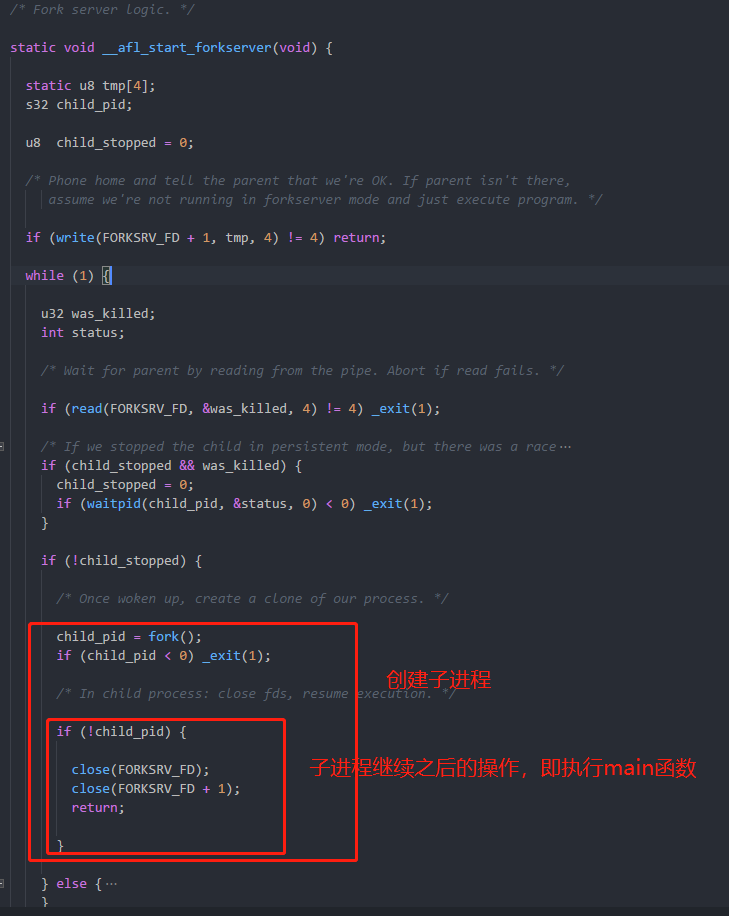 /* Fork server logic. */
static void __afl_start_forkserver(void) {
static u8 tmp[4];
s32 child_pid;
u8  child_stopped = 0;
/* Phone home and tell the parent that we're OK. If parent isn't there,
assume we're not running in forkserver mode and just execute program. */
if (write(FORKSRV_FD + 1, tmp, 4) != 4) return;
while (1) {
u32 was_killed;
int status;
/* Wait for parent by reading from the pipe. Abort if read fails. */
if (read(FORKSRV_FD, &was_killed, 4) != 4) _exit(1);
/* If we stopped the child in persistent mode, but there was a race ···
if (child_stopped && was_killed) {
child_stopped = 0;
if (waitpid(child_pid, &status, 0) < 0) _exit(1);
}
if (!child_stopped) {
/* Once woken up, create a clone of our process. */
child_pid = fork();
if (child_pid < 0) _exit(1);
创建子进程
/* In child process: close fds, resume execution. */
if (!child_pid) {
子进程继续之后的操作，即执行main函数
close(FORKSRV_FD);
close(FORKSRV_FD + 1);
return;
}
} else { ···
}